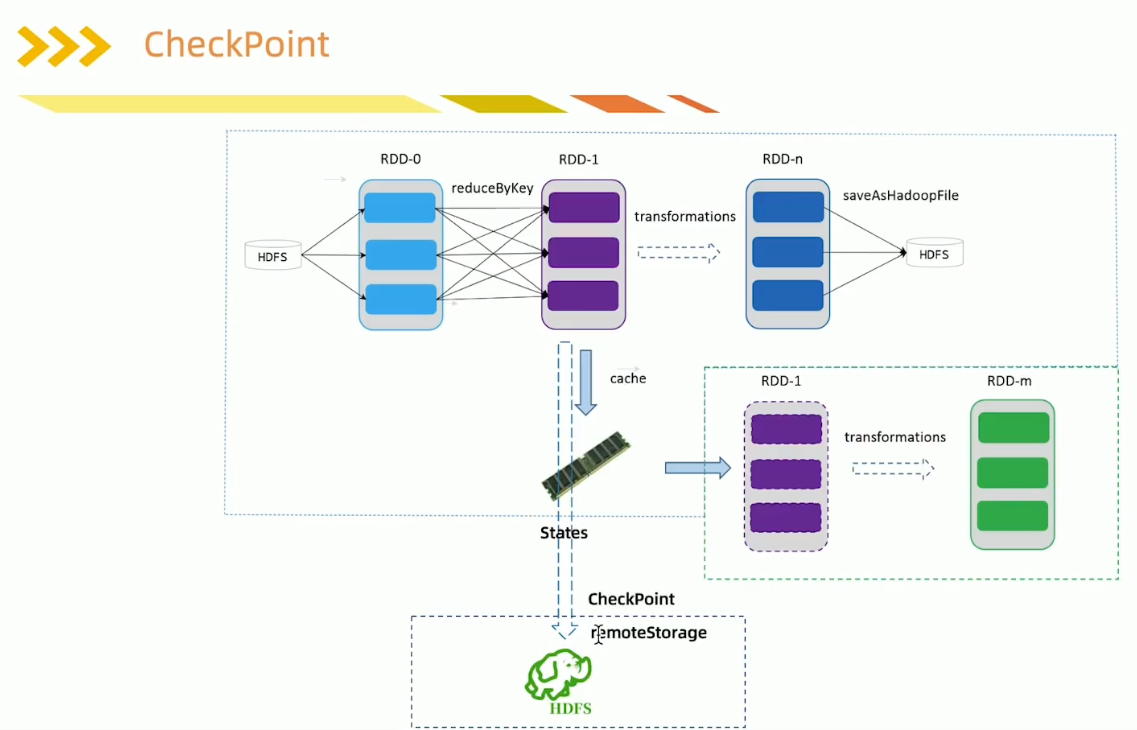 CheckPoint
RDD-0
RDD-1
RDD-n
reduceByKey
saveAsHadoopFile
transformations
HDFS
HDFS
cache
RDD-1
RDD-m
transformations
States
CheckPoint
remoteStorage
HDFS